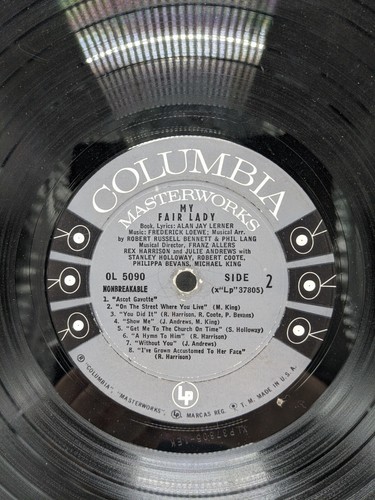 COLUMBIA
MASTERWORKS
MY
FAIR LADY
Book, Lyrics: ALAN JAY LERNER
Music: FREDERICK LOEWE; Musical Arr.
by ROBERT RUSSELL BENNETT & PHIL LANG
Musical Director, FRANZ ALLERS
REX HARRISON and JULIE ANDREWS with
STANLEY HOLLOWAY, ROBERT COOTE,
PHILIPPA BEVANS, MICHAEL KING
OL 5090 SIDE 2
NONBREAKABLE (x"Lp"37805)
1. "Ascot Gavotte"
2. "On The Street Where You Live" (M. King)
3. "You Did It" (R. Harrison, R. Coote, P. Bevans)
4. "Show Me" (J. Andrews, M. King)
5. "Get Me To The Church On Time" (S. Holloway)
6. "A Hymn To Him" (R. Harrison)
7. "Without You" (J. Andrews)
8. "I've Grown Accustomed To Her Face"
(R. Harrison)
Lp
® "COLUMBIA", "MASTERWORKS", Lp MARCAS REG. ® T. M. MADE IN U.S.A.